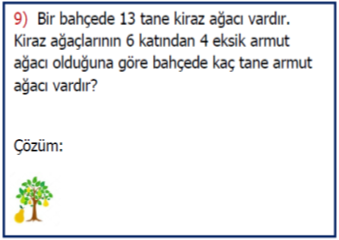 9) Bir bahçede 13 tane kiraz ağacı vardır.
Kiraz ağaçlarının 6 katından 4 eksik armut
ağacı olduğuna göre bahçede kaç tane armut
ağacı vardır?
Çözüm: